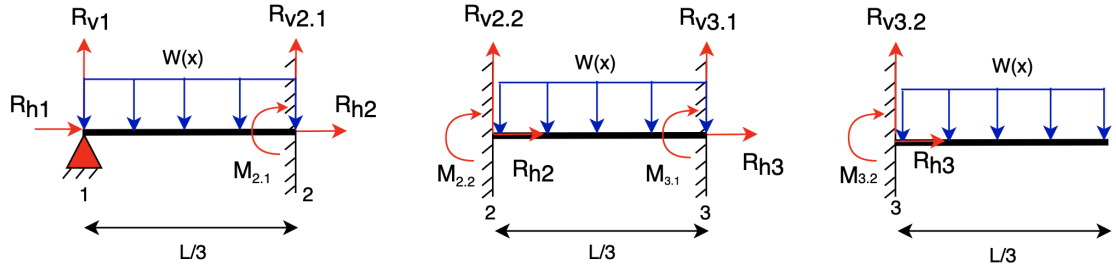 Rv1
Rv2.1
W(x)
Rh1
Rh2
M2.1
1
2
L/3
Rv2.2
Rv3.1
W(x)
M2.2
Rh2
M3.1
Rh3
2
3
L/3
Rv3.2
W(x)
M3.2
Rh3
3
L/3